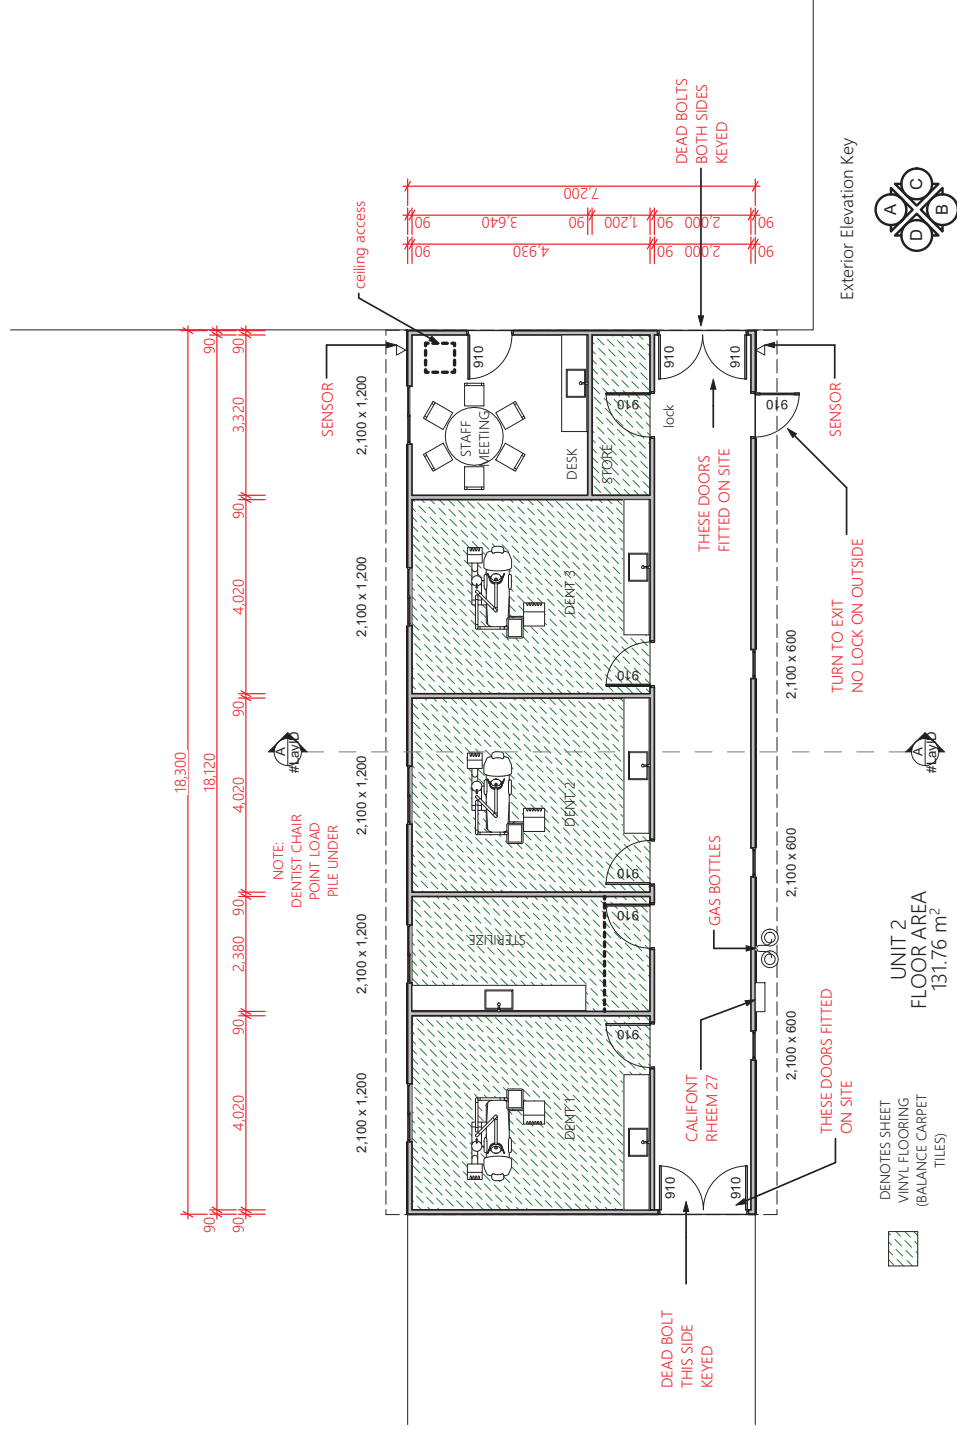 18,300
90
18,120
90
90
4,020
90
2,380
90
4,020
90
4,020
90
3,320
90
NOTE:
DENTIST CHAIR
POINT LOAD
PILE UNDER
A
#LayID
SENSOR
ceiling access
2,100 x 1,200
2,100 x 1,200
2,100 x 1,200
2,100 x 1,200
2,100 x 1,200
DENT 1
STERILIZE
DENT 2
DENT 3
STAFF
MEETING
DESK
STORE
lock
910
910
910
910
910
910
910
910
910
910
910
7,200
90
3,640
90
1,200
90
2,000
90
90
4,930
90
2,000
90
DEAD BOLTS
BOTH SIDES
KEYED
THESE DOORS
FITTED ON SITE
SENSOR
TURN TO EXIT
NO LOCK ON OUTSIDE
GAS BOTTLES
CALIFONT
RHEEM 27
DEAD BOLT
THIS SIDE
KEYED
THESE DOORS FITTED
ON SITE
2,100 x 600
2,100 x 600
2,100 x 600
A
#LayID
UNIT 2
FLOOR AREA
131.76 m²
DENOTES SHEET
VINYL FLOORING
(BALANCE CARPET
TILES)
Exterior Elevation Key
A
D
C
B